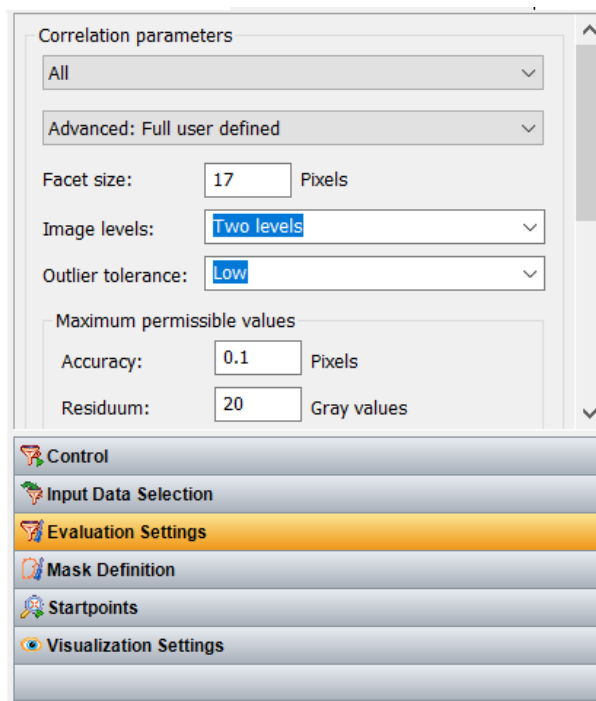 Correlation parameters
All
Advanced: Full user defined
Facet size: 17 Pixels
Image levels: Two levels
Outlier tolerance: Low
Maximum permissible values
Accuracy: 0.1 Pixels
Residuum: 20 Gray values
Control
Input Data Selection
Evaluation Settings
Mask Definition
Startpoints
Visualization Settings